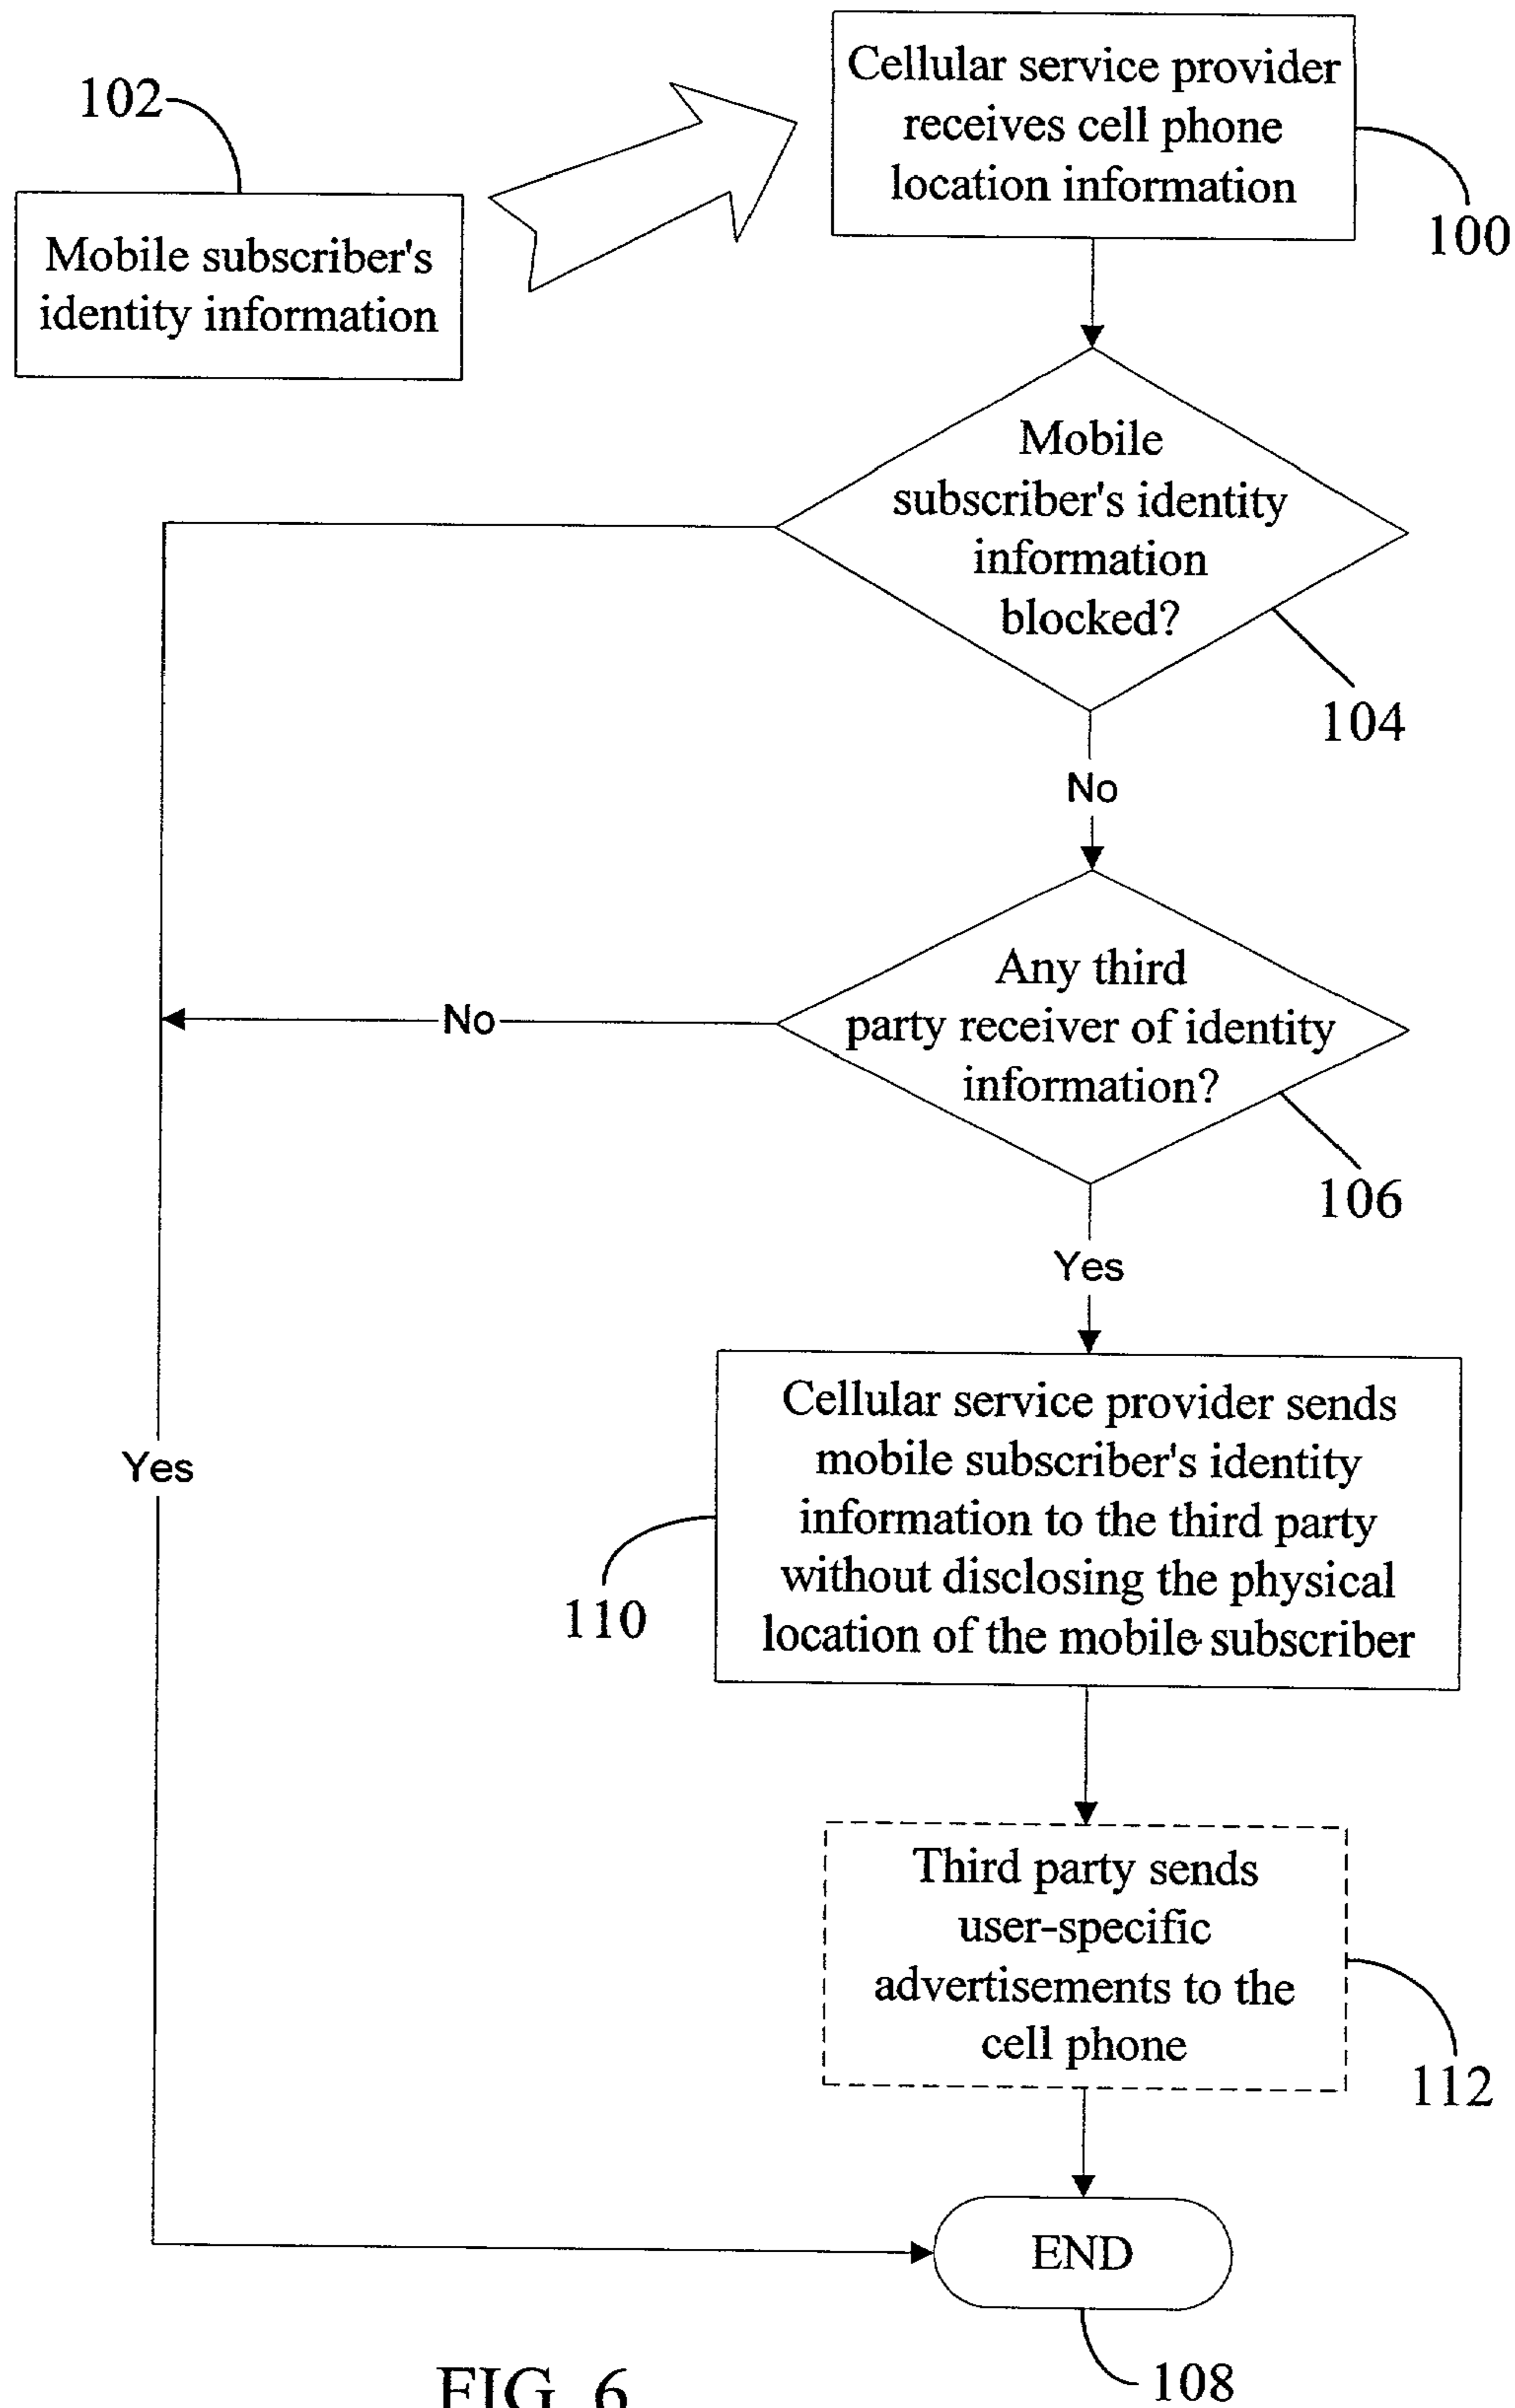 102
Cellular service provider
receives cell phone
location information
100
Mobile subscriber's
identity information
Mobile
subscriber's identity
information
blocked?
104
No
Any third
party receiver of identity
information?
No
106
Yes
Cellular service provider sends
mobile subscriber's identity
information to the third party
without disclosing the physical
location of the mobile subscriber
Yes
110
Third party sends
user-specific
advertisements to the
cell phone
112
END
108
FIG. 6